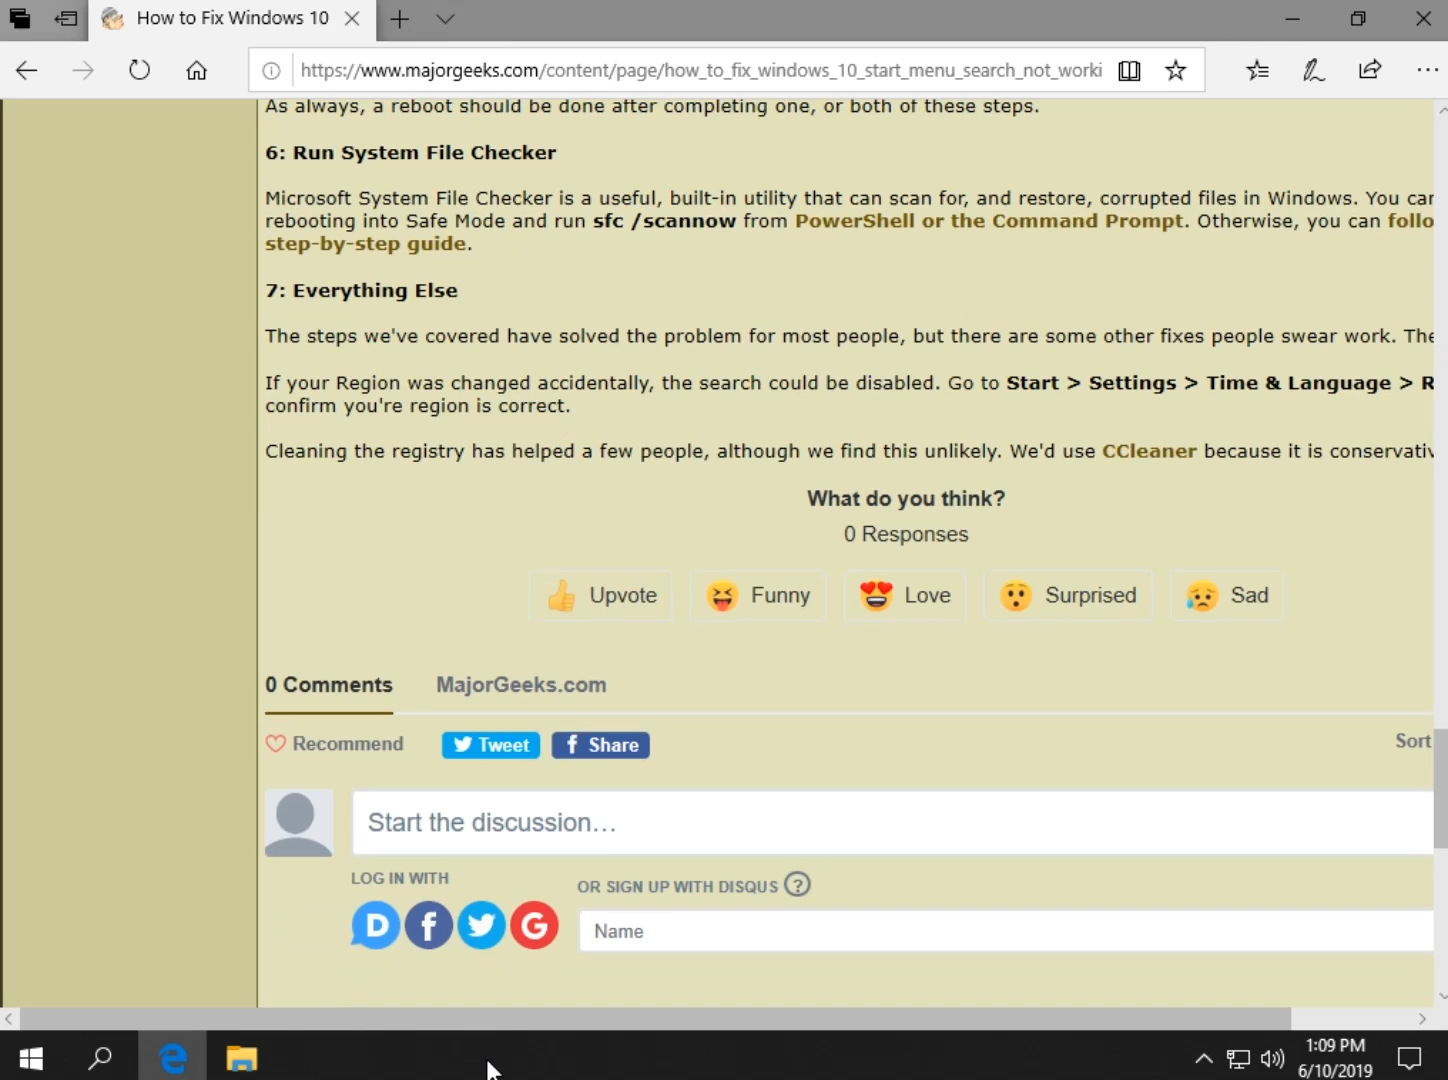 How to Fix Windows 10
https://www.majorgeeks.com/content/page/how_to_fix_windows_10_start_menu_search_not_worki
As always, a reboot should be done after completing one, or both of these steps.
6: Run System File Checker
Microsoft System File Checker is a useful, built-in utility that can scan for, and restore, corrupted files in Windows. You can
rebooting into Safe Mode and run sfc /scannow from PowerShell or the Command Prompt. Otherwise, you can follo
step-by-step guide.
7: Everything Else
The steps we've covered have solved the problem for most people, but there are some other fixes people swear work. The
If your Region was changed accidentally, the search could be disabled. Go to Start > Settings > Time & Language > R
confirm you're region is correct.
Cleaning the registry has helped a few people, although we find this unlikely. We'd use CCleaner because it is conservativ
What do you think?
0 Responses
Upvote Funny Love Surprised Sad
0 Comments MajorGeeks.com
Recommend Tweet f Share Sort
Start the discussion...
LOG IN WITH OR SIGN UP WITH DISQUS ?
D f G Name
1:09 PM
6/10/2019